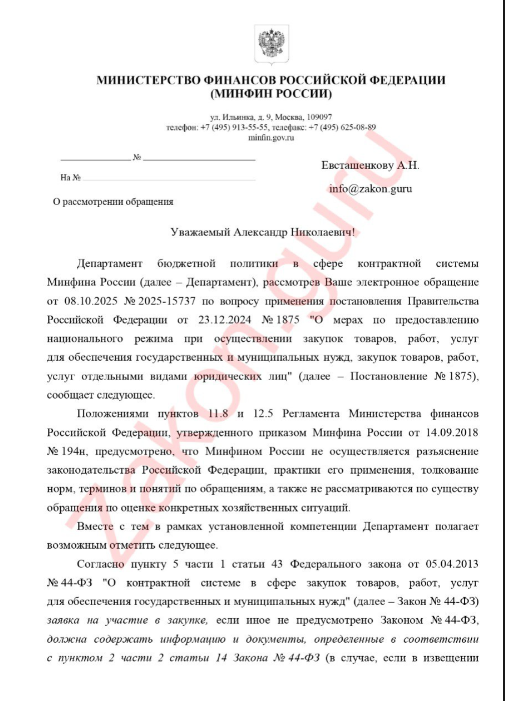 МИНИСТЕРСТВО ФИНАНСОВ РОССИЙСКОЙ ФЕДЕРАЦИИ
(МИНФИН РОССИИ)
ул. Ильинка, д. 9, Москва, 109097
телефон: +7 (495) 913-55-55, телефакс: +7 (495) 625-08-89
minfin.gov.ru
№
На №
Евсташенкову А.Н.
info@zakon.guru
О рассмотрении обращения
Уважаемый Александр Николаевич!
Департамент бюджетной политики в сфере контрактной системы
Минфина России (далее – Департамент), рассмотрев Ваше электронное обращение
от 08.10.2025 № 2025-15737 по вопросу применения постановления Правительства
Российской Федерации от 23.12.2024 № 1875 "О мерах по предоставлению
национального режима при осуществлении закупок товаров, работ, услуг
для обеспечения государственных и муниципальных нужд, закупок товаров, работ,
услуг отдельными видами юридических лиц" (далее – Постановление № 1875),
сообщает следующее.
Положениями пунктов 11.8 и 12.5 Регламента Министерства финансов
Российской Федерации, утвержденного приказом Минфина России от 14.09.2018
№ 194н, предусмотрено, что Минфином России не осуществляется разъяснение
законодательства Российской Федерации, практики его применения, толкование
норм, терминов и понятий по обращениям, а также не рассматриваются по существу
обращения по оценке конкретных хозяйственных ситуаций.
Вместе с тем в рамках установленной компетенции Департамент полагает
возможным отметить следующее.
Согласно пункту 5 части 1 статьи 43 Федерального закона от 05.04.2013
№ 44-ФЗ "О контрактной системе в сфере закупок товаров, работ, услуг
для обеспечения государственных и муниципальных нужд" (далее – Закон № 44-ФЗ)
заявка на участие в закупке, если иное не предусмотрено Законом № 44-ФЗ,
должна содержать информацию и документы, определенные в соответствии
с пунктом 2 части 2 статьи 14 Закона № 44-ФЗ (в случае, если в извещении
Zakon.guru